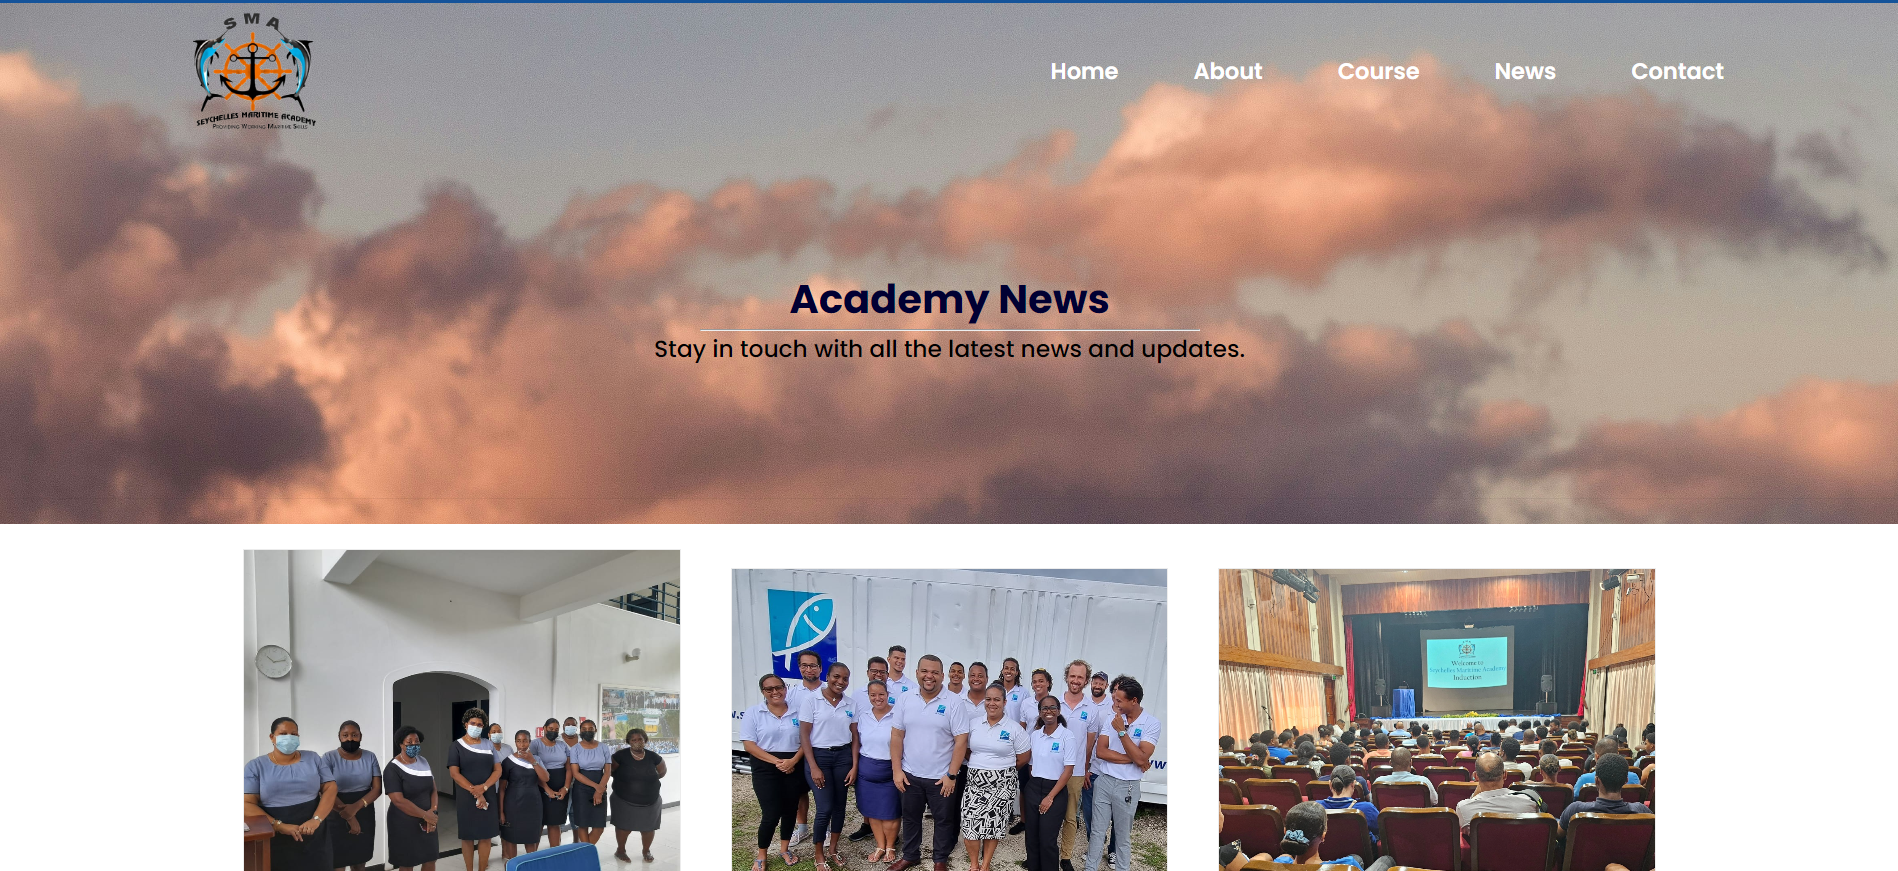 SMA
SEYCHELLES MARITIME ACADEMY
PROVIDING WORKING MARITIME SKILLS
Home
About
Course
News
Contact
Academy News
Stay in touch with all the latest news and updates.
Welcome to
Seychelles Maritime Academy
Induction